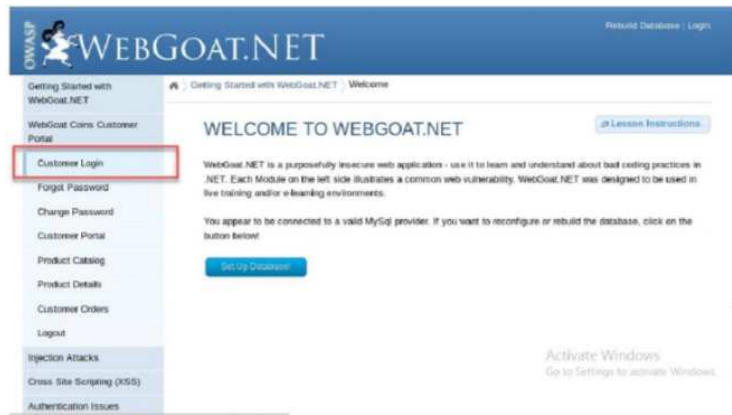 OWASP
WEBGOAT.NET
Rebuild Database | Login
Getting Started with
WebGoat.NET
WebGoat Coins Customer
Portal
Customer Login
Forgot Password
Change Password
Customer Portal
Product Catalog
Product Details
Customer Orders
Logout
Injection Attacks
Cross Site Scripting (XSS)
Authentication Issues
Getting Started with WebGoat.NET
Welcome
WELCOME TO WEBGOAT.NET
Lesson Instructions
WebGoat.NET is a purposefully insecure web application - use it to learn and understand about bad coding practices in
.NET. Each Module on the left side illustrates a common web vulnerability. WebGoat.NET was designed to be used in
live training and/or e-learning environments.
You appear to be connected to a valid MySql provider. If you want to reconfigure or rebuild the database, click on the
button below!
Set Up Database!
Activate Windows
Go to Settings to activate Windows.